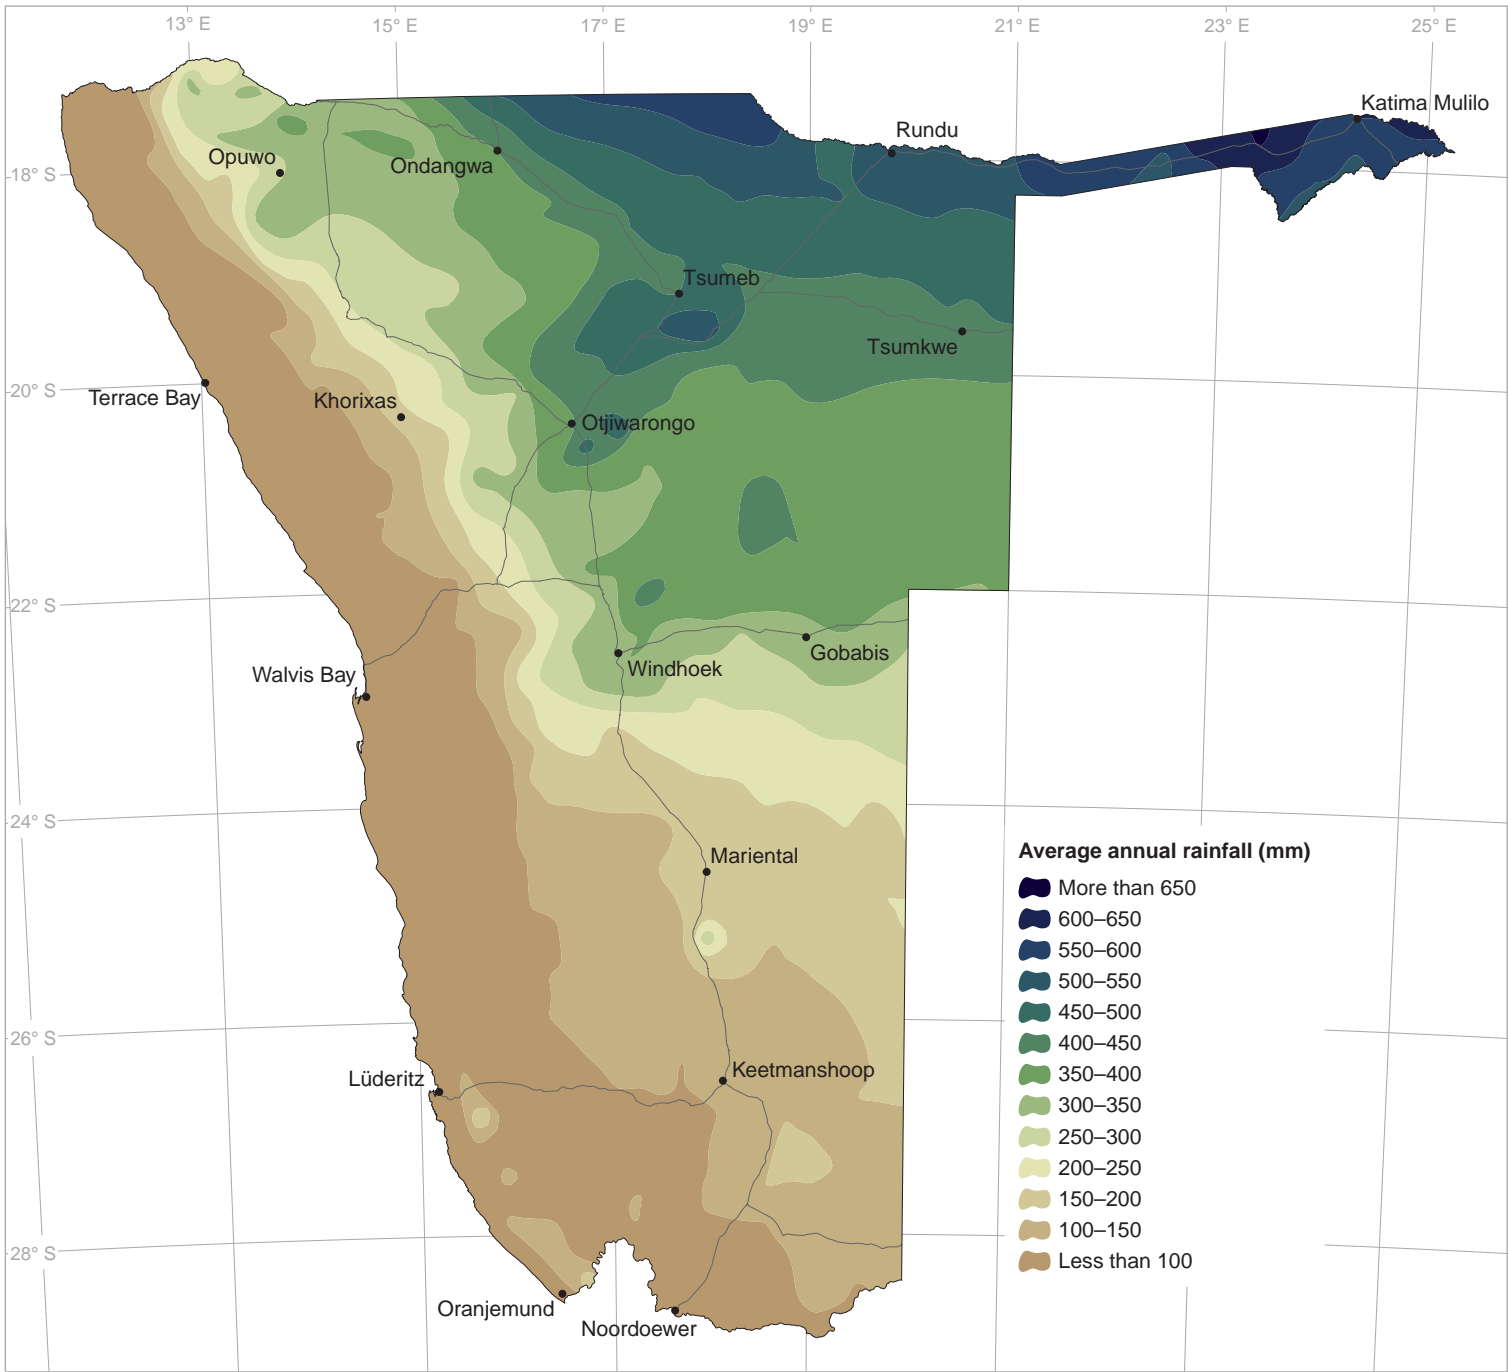 13° E
15° E
17° E
19° E
21° E
23° E
25° E
Katima Mulilo
Rundu
Opuwo
Ondangwa
18° S
Tsumeb
Tsumkwe
20° S
Terrace Bay
Khorixas
Otjiwarongo
22° S
Gobabis
Windhoek
Walvis Bay
24° S
Mariental
26° S
Keetmanshoop
Lüderitz
28° S
Oranjemund
Noordoewer
Average annual rainfall (mm)
More than 650
600–650
550–600
500–550
450–500
400–450
350–400
300–350
250–300
200–250
150–200
100–150
Less than 100